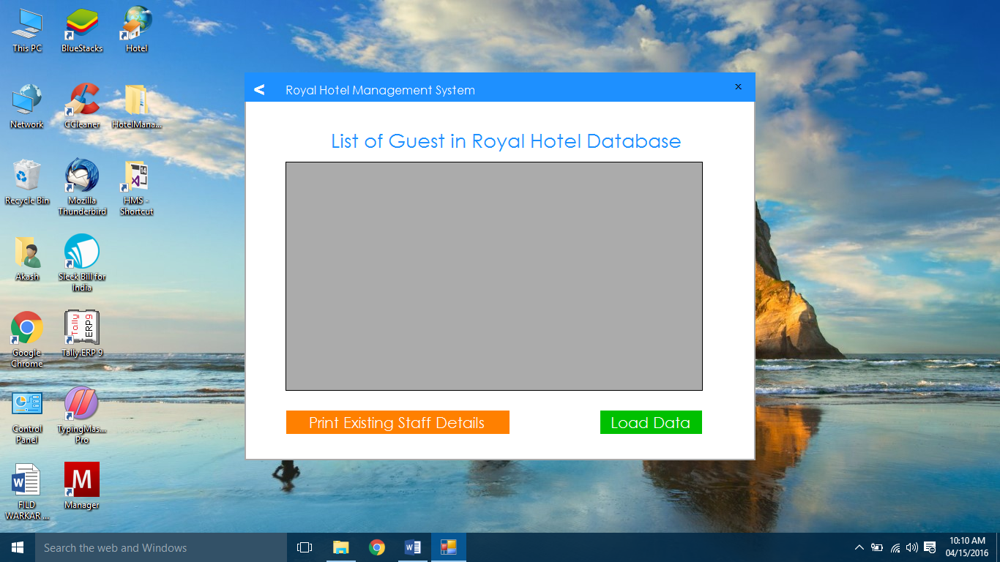 This PC
BlueStacks
Hotel
Network
CCleaner
HotelMana...
Recycle Bin
Mozilla
Thunderbird
HMS -
Shortcut
Akash
Sleek Bill for
India
Google
Chrome
Tally
ERP9
Tally.ERP 9
Control
Panel
TypingMas...
Pro
FILD
WARKAR ...
M
Manager
< Royal Hotel Management System x
List of Guest in Royal Hotel Database
Print Existing Staff Details
Load Data
Search the web and Windows
10:10 AM
04/15/2016